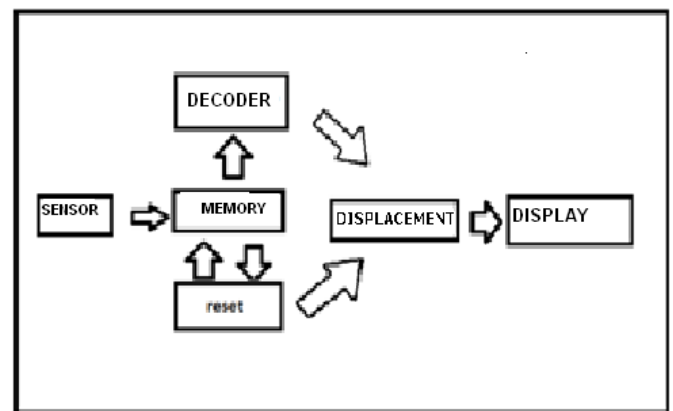 DECODER
SENSOR
MEMORY
DISPLACEMENT
DISPLAY
reset